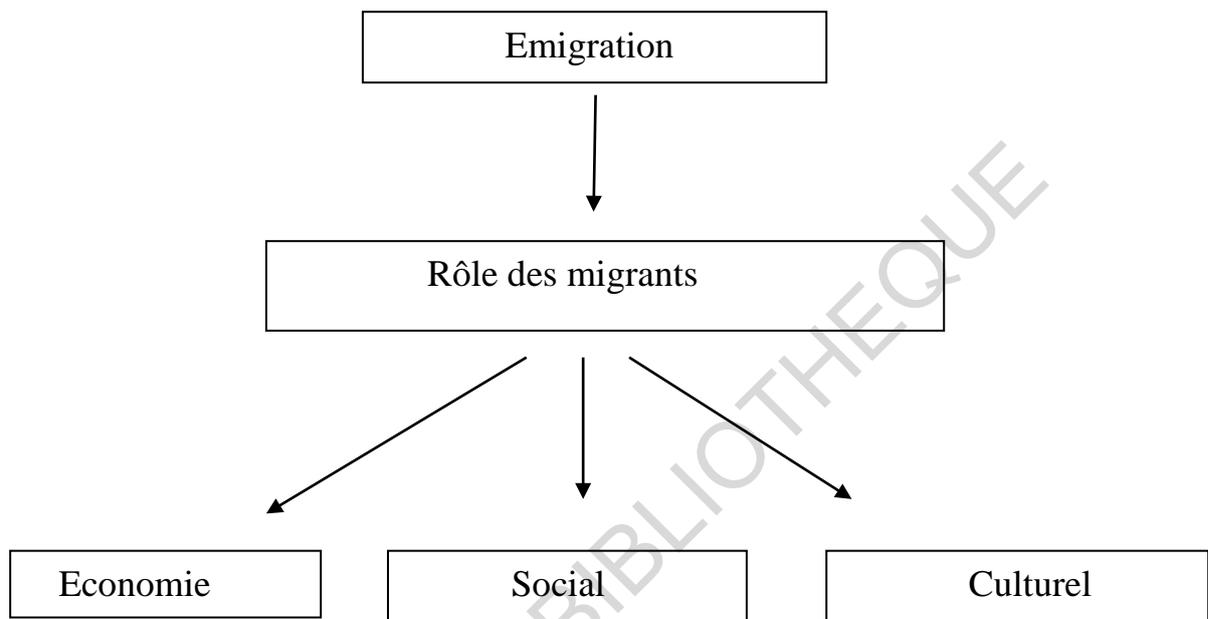 Emigration
Rôle des migrants
Economie
Social
Culturel
BIBLIOTHEQUE